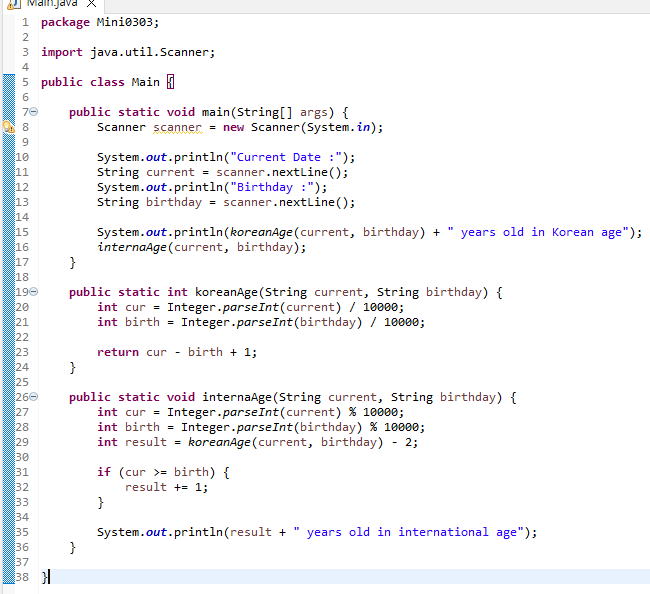 Main.java
1 package Mini0303;
2
3 import java.util.Scanner;
4
5 public class Main {
6
7 public static void main(String[] args) {
8 Scanner scanner = new Scanner(System.in);
9
10 System.out.println("Current Date :");
11 String current = scanner.nextLine();
12 System.out.println("Birthday :");
13 String birthday = scanner.nextLine();
14
15 System.out.println(koreanAge(current, birthday) + " years old in Korean age");
16 internaAge(current, birthday);
17 }
18
19 public static int koreanAge(String current, String birthday) {
20 int cur = Integer.parseInt(current) / 10000;
21 int birth = Integer.parseInt(birthday) / 10000;
22
23 return cur - birth + 1;
24 }
25
26 public static void internaAge(String current, String birthday) {
27 int cur = Integer.parseInt(current) % 10000;
28 int birth = Integer.parseInt(birthday) % 10000;
29 int result = koreanAge(current, birthday) - 2;
30
31 if (cur >= birth) {
32 result += 1;
33 }
34
35 System.out.println(result + " years old in international age");
36 }
37
38 }